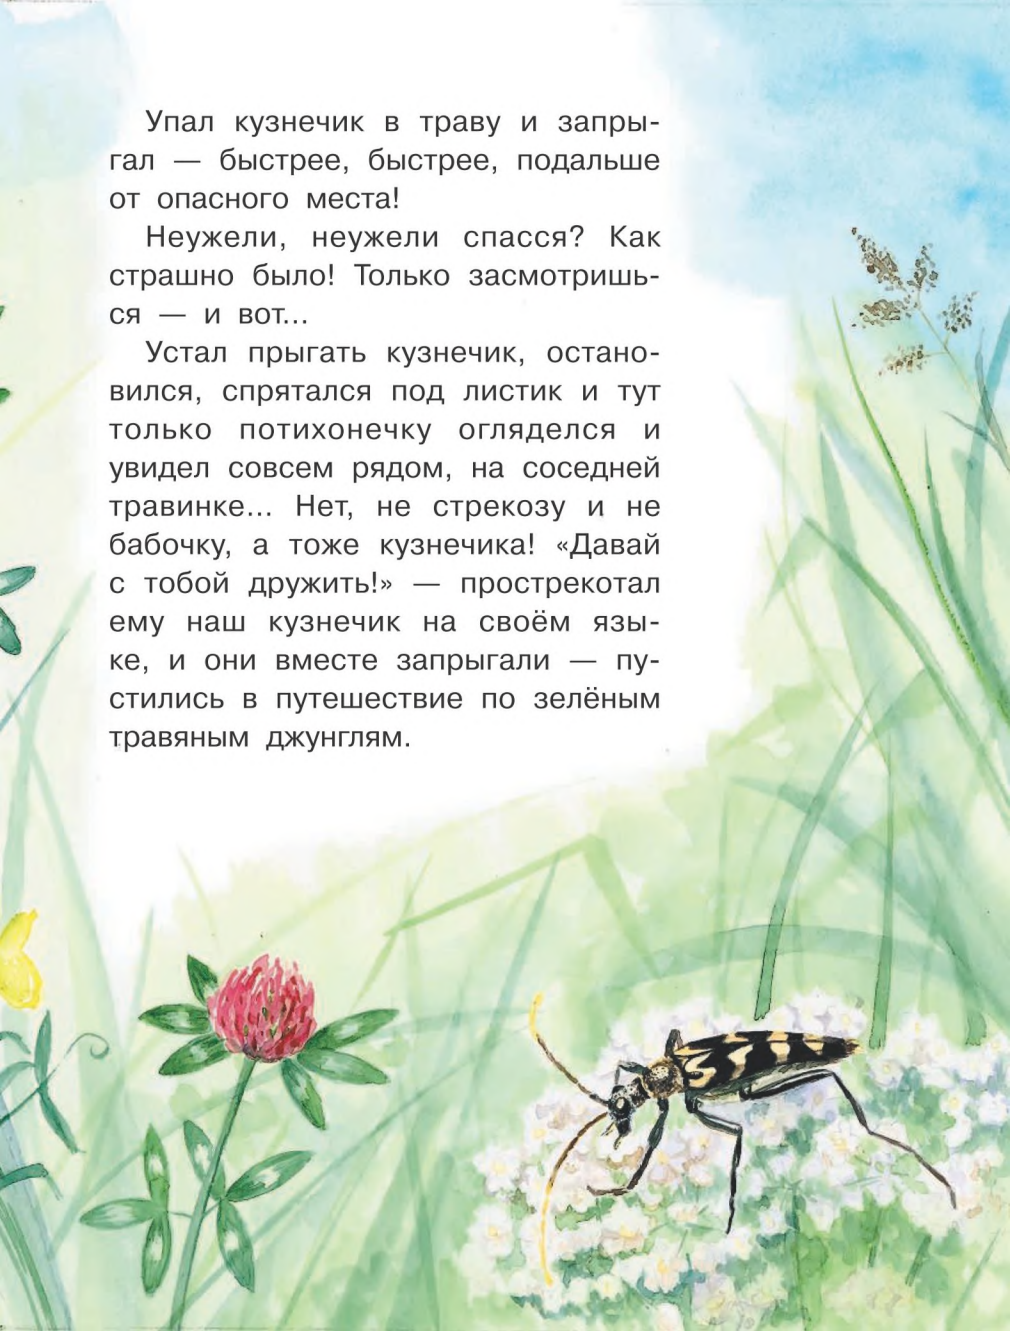 Упал кузнечик в траву и запры-
гал — быстрее, быстрее, подальше
от опасного места!
Неужели, неужели спасся? Как
страшно было! Только засмотришь-
ся — и вот...
Устал прыгать кузнечик, остано-
вился, спрятался под листик и тут
только потихонечку огляделся и
увидел совсем рядом, на соседней
травинке... Нет, не стрекозу и не
бабочку, а тоже кузнечика! «Давай
с тобой дружить!» — прострекотал
ему наш кузнечик на своём язы-
ке, и они вместе запрыгали — пу-
стились в путешествие по зелёным
травяным джунглям.